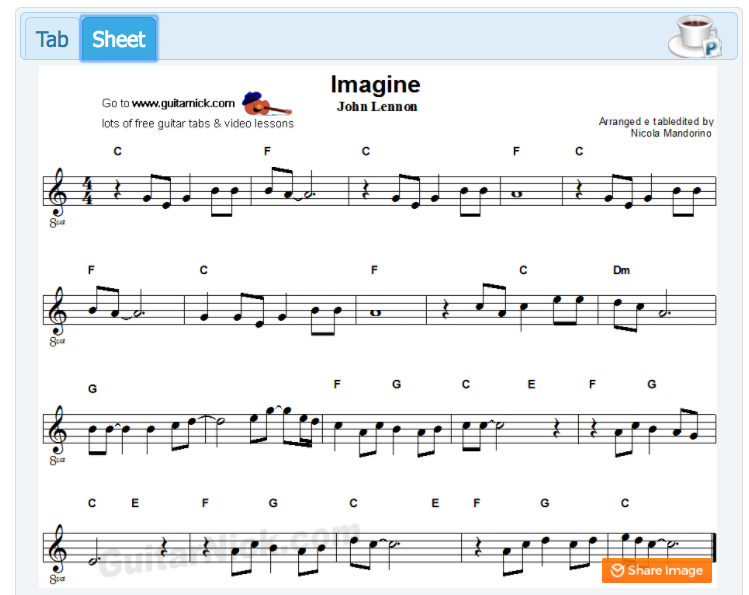 Tab Sheet
Imagine
Go to www.guitarnick.com
John Lennon
lots of free guitar tabs & video lessons
Arranged e tabledited by
Nicola Mandorino
C F C F C
4
4
8va
F C F C Dm
8va
G F G C E F G
8va
C E F G C E F G C
8va
GuitarNick.com
Share Image
P